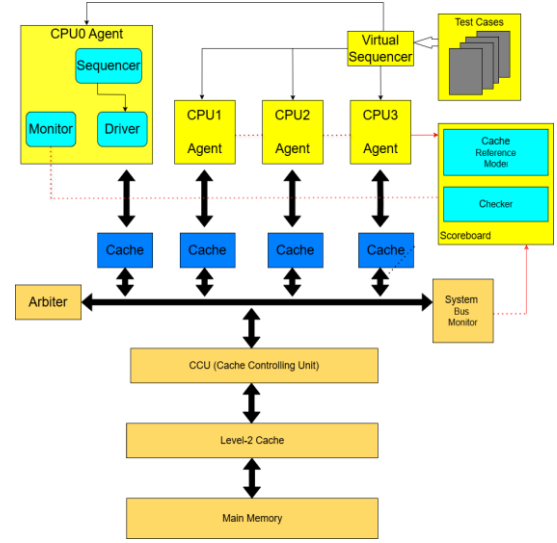 CPU0 Agent
Sequencer
Monitor
Driver
Virtual
Sequencer
Test Cases
CPU1
Agent
CPU2
Agent
CPU3
Agent
Cache
Reference
Model
Checker
Scoreboard
Cache
Cache
Cache
Cache
Arbiter
System
Bus
Monitor
CCU (Cache Controlling Unit)
Level-2 Cache
Main Memory